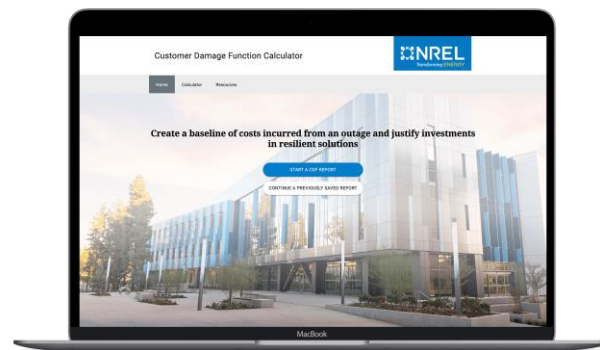 Customer Damage Function Calculator
NREL
Transforming ENERGY
Home Calculator Resources
Create a baseline of costs incurred from an outage and justify investments
in resilient solutions
START A CDF REPORT
CONTINUE A PREVIOUSLY SAVED REPORT
MacBook